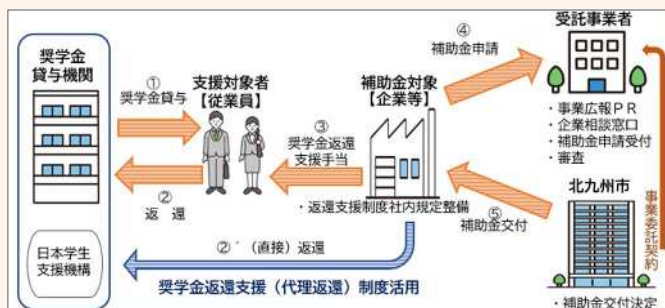 奨学金
貸与機関
①
奨学金貸与
②
返 還
日本学生
支援機構
支援対象者
【従業員】
③
奨学金返還
支援手当
補助金対象
【企業等】
・返還支援制度社内規定整備
②`(直接)返還
奨学金返還支援(代理返還)制度活用
④
補助金申請
受託事業者
・事業広報PR
・企業相談窓口
・補助金申請受付
・審査
⑤
補助金交付
北九州市
・補助金交付決定
事業委託契約